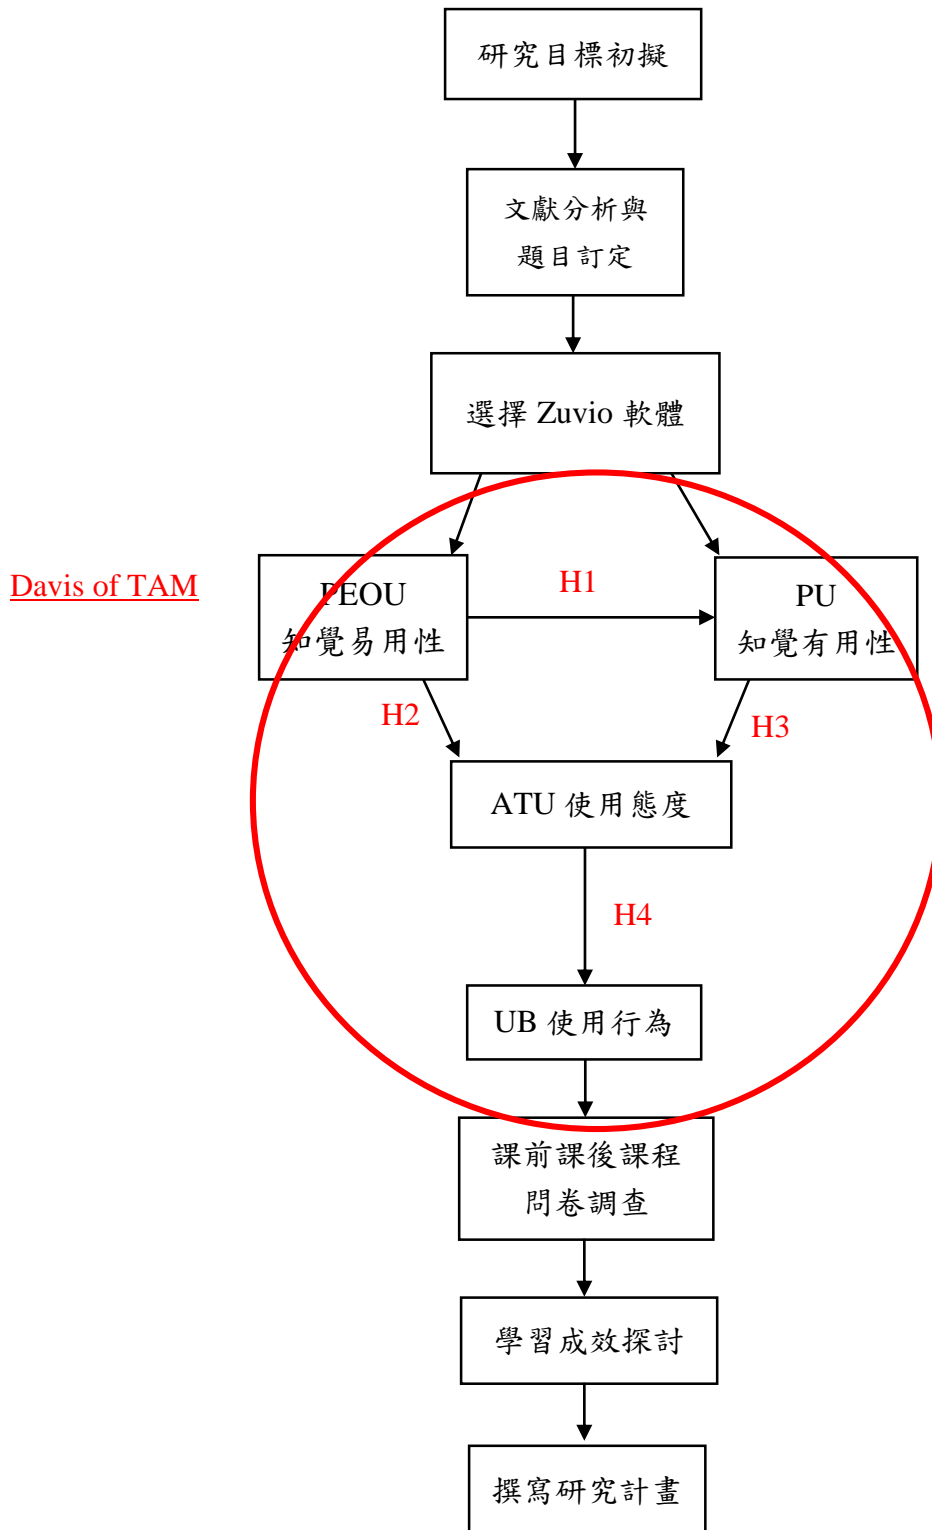 研究目標初擬
文獻分析與
題目訂定
選擇 Zuvio 軟體
Davis of TAM
PEOU
知覺易用性
H1
PU
知覺有用性
H2
H3
ATU 使用態度
H4
UB 使用行為
課前課後課程
問卷調查
學習成效探討
撰寫研究計畫